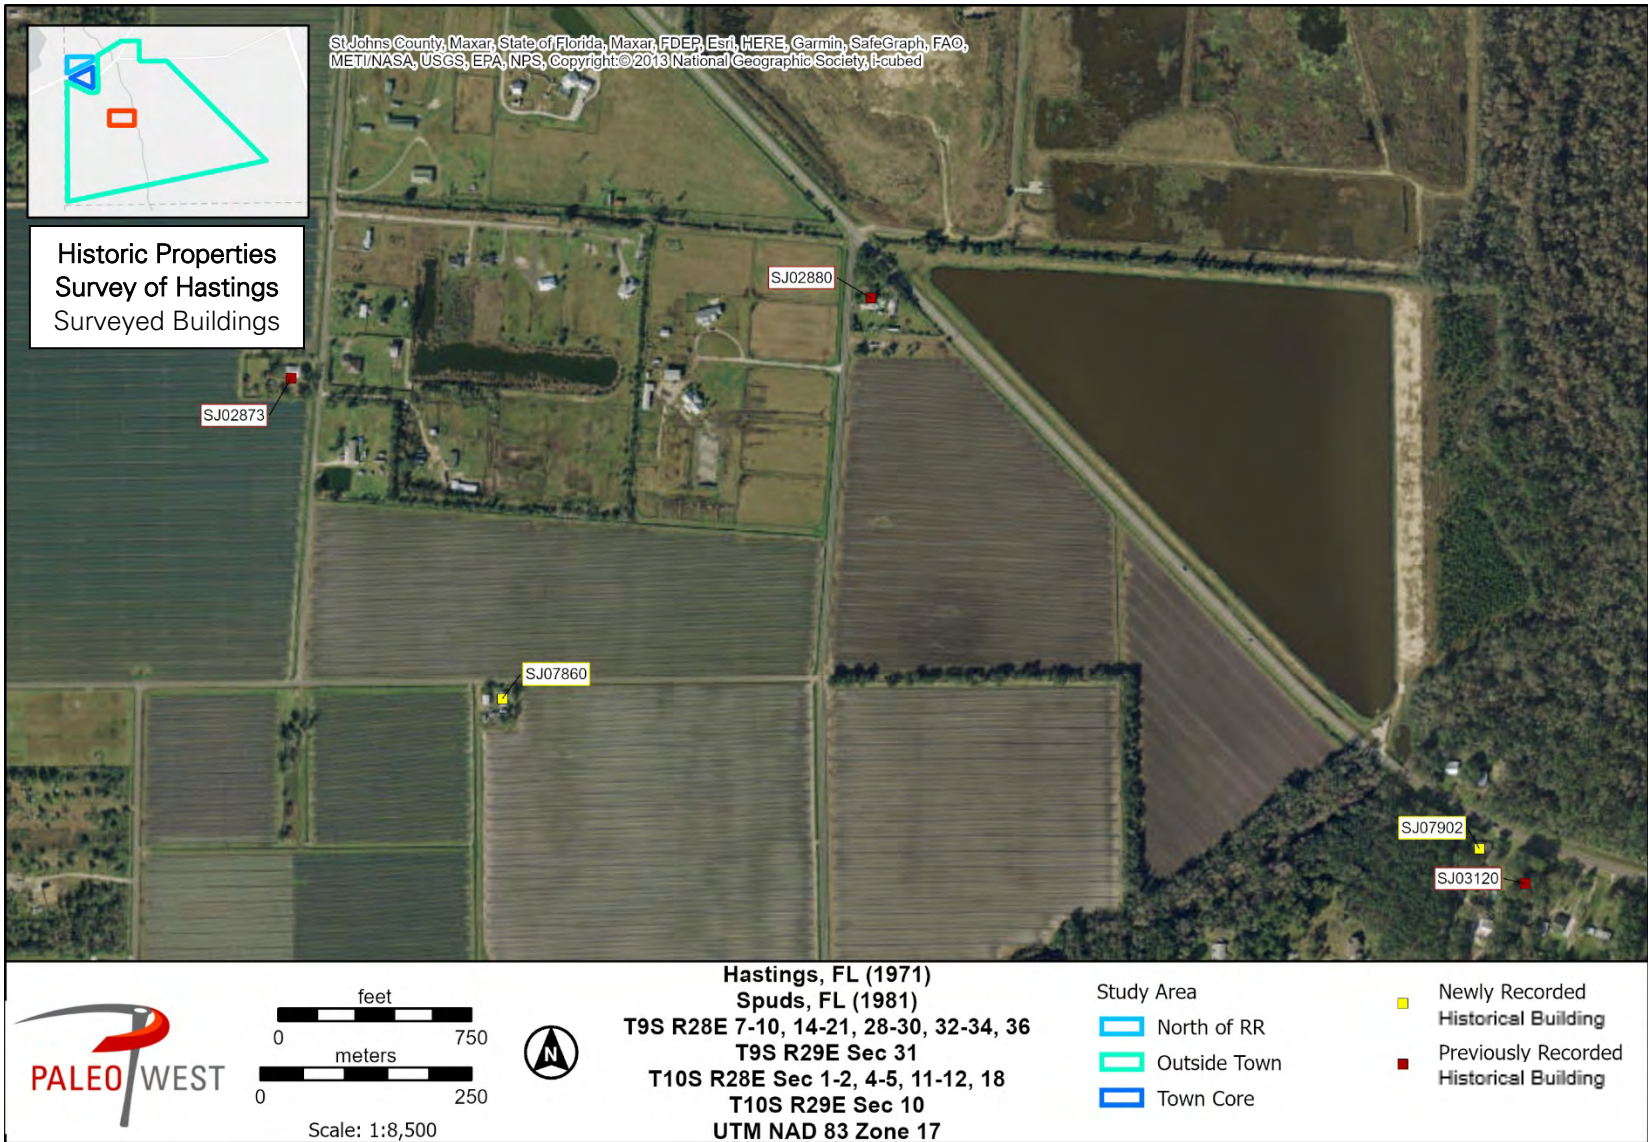 St Johns County, Maxar, State of Florida, Maxar, FDEP, Esri, HERE, Garmin, SafeGraph, FAO,
METI/NASA, USGS, EPA, NPS, Copyright:© 2013 National Geographic Society, i-cubed
Historic Properties
Survey of Hastings
Surveyed Buildings
SJ02880
SJ02873
SJ07860
SJ07902
SJ03120
PALEO WEST
feet
0 750
meters
0 250
Scale: 1:8,500
N
Hastings, FL (1971)
Spuds, FL (1981)
T9S R28E 7-10, 14-21, 28-30, 32-34, 36
T9S R29E Sec 31
T10S R28E Sec 1-2, 4-5, 11-12, 18
T10S R29E Sec 10
UTM NAD 83 Zone 17
Study Area
North of RR
Outside Town
Town Core
Newly Recorded
Historical Building
Previously Recorded
Historical Building